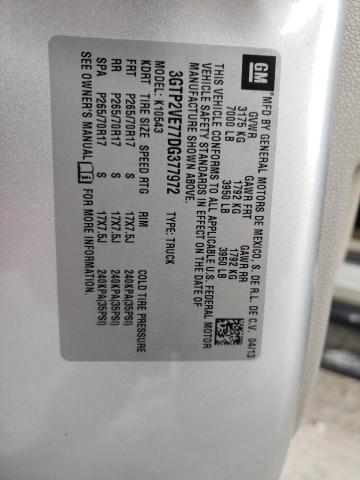 GM
MFD BY GENERAL MOTORS DE MEXICO, S. DE R.L. DE C.V. 04/13
GVWR GAWR FRT GAWR RR
3175 KG 1792 KG 1792 KG
7000 LB 3950 LB 3950 LB
THIS VEHICLE CONFORMS TO ALL APPLICABLE U.S. FEDERAL MOTOR
VEHICLE SAFETY STANDARDS IN EFFECT ON THE DATE OF
MANUFACTURE SHOWN ABOVE.
3GTP2VE77DG377972 TYPE: TRUCK
MODEL: K10543
KDRT TIRE SIZE SPEED RTG RIM COLD TIRE PRESSURE
FRT P265/70R17 S 17X7.5J 240KPA(35PSI)
RR P265/70R17 S 17X7.5J 240KPA(35PSI)
SPA P265/70R17 S 17X7.5J 240KPA(35PSI)
SEE OWNER'S MANUAL FOR MORE INFORMATION.